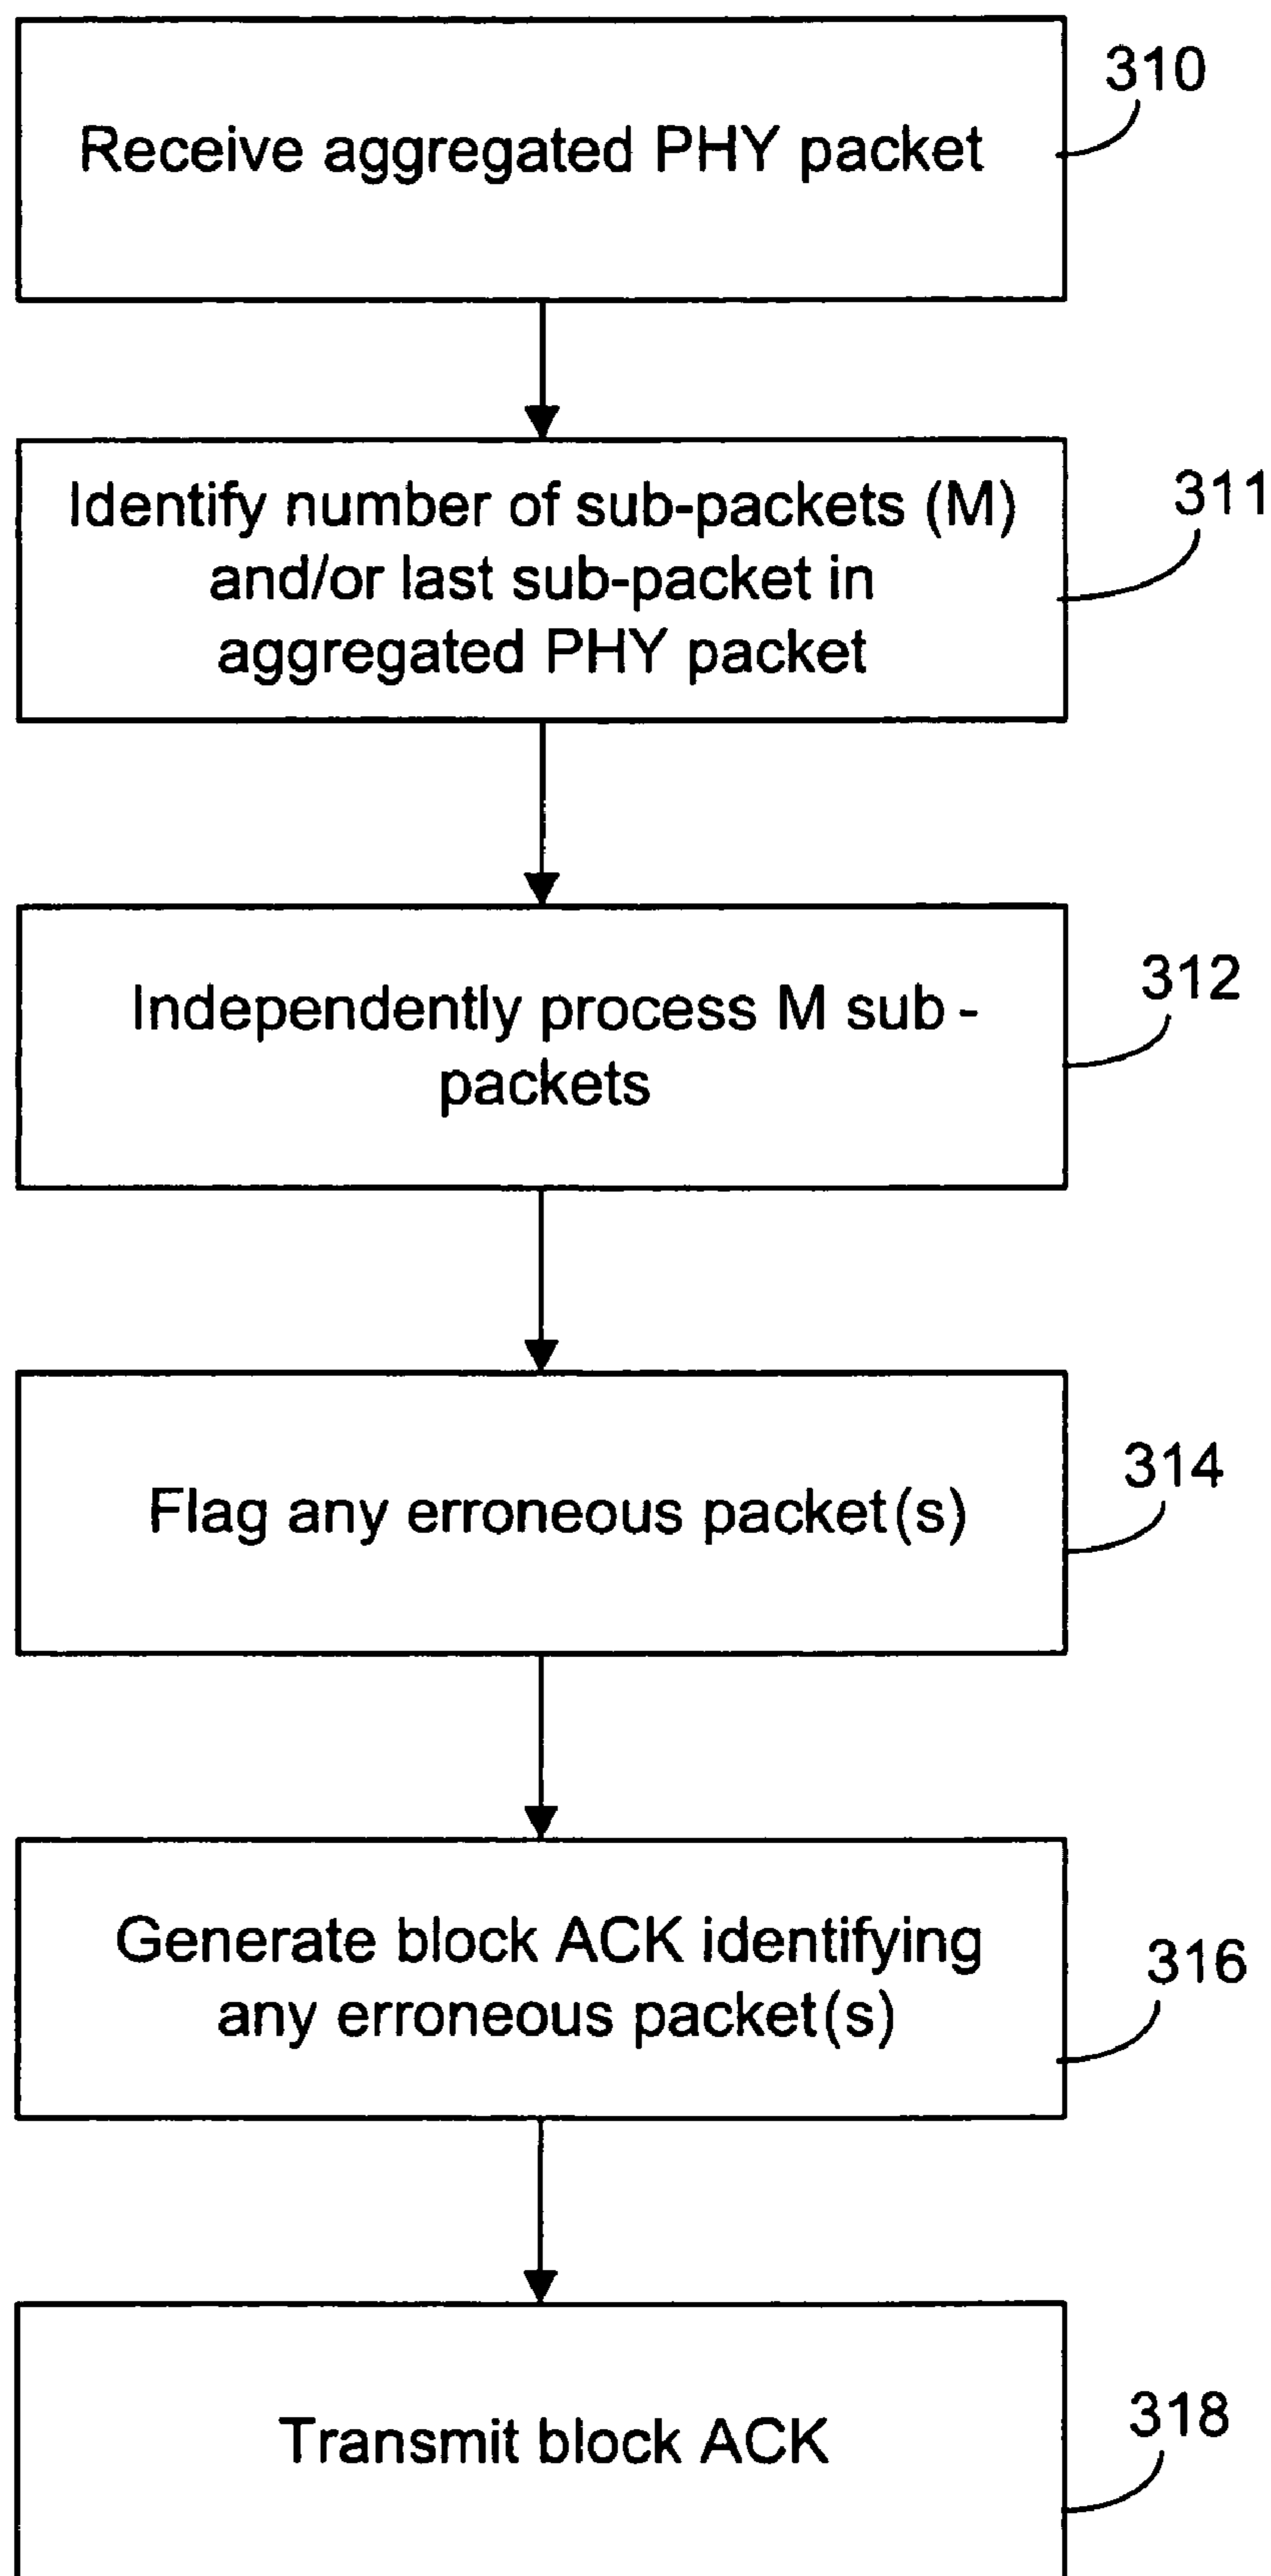 Receive aggregated PHY packet
310
Identify number of sub-packets (M)
and/or last sub-packet in
aggregated PHY packet
311
Independently process M sub -
packets
312
Flag any erroneous packet(s)
314
Generate block ACK identifying
any erroneous packet(s)
316
Transmit block ACK
318